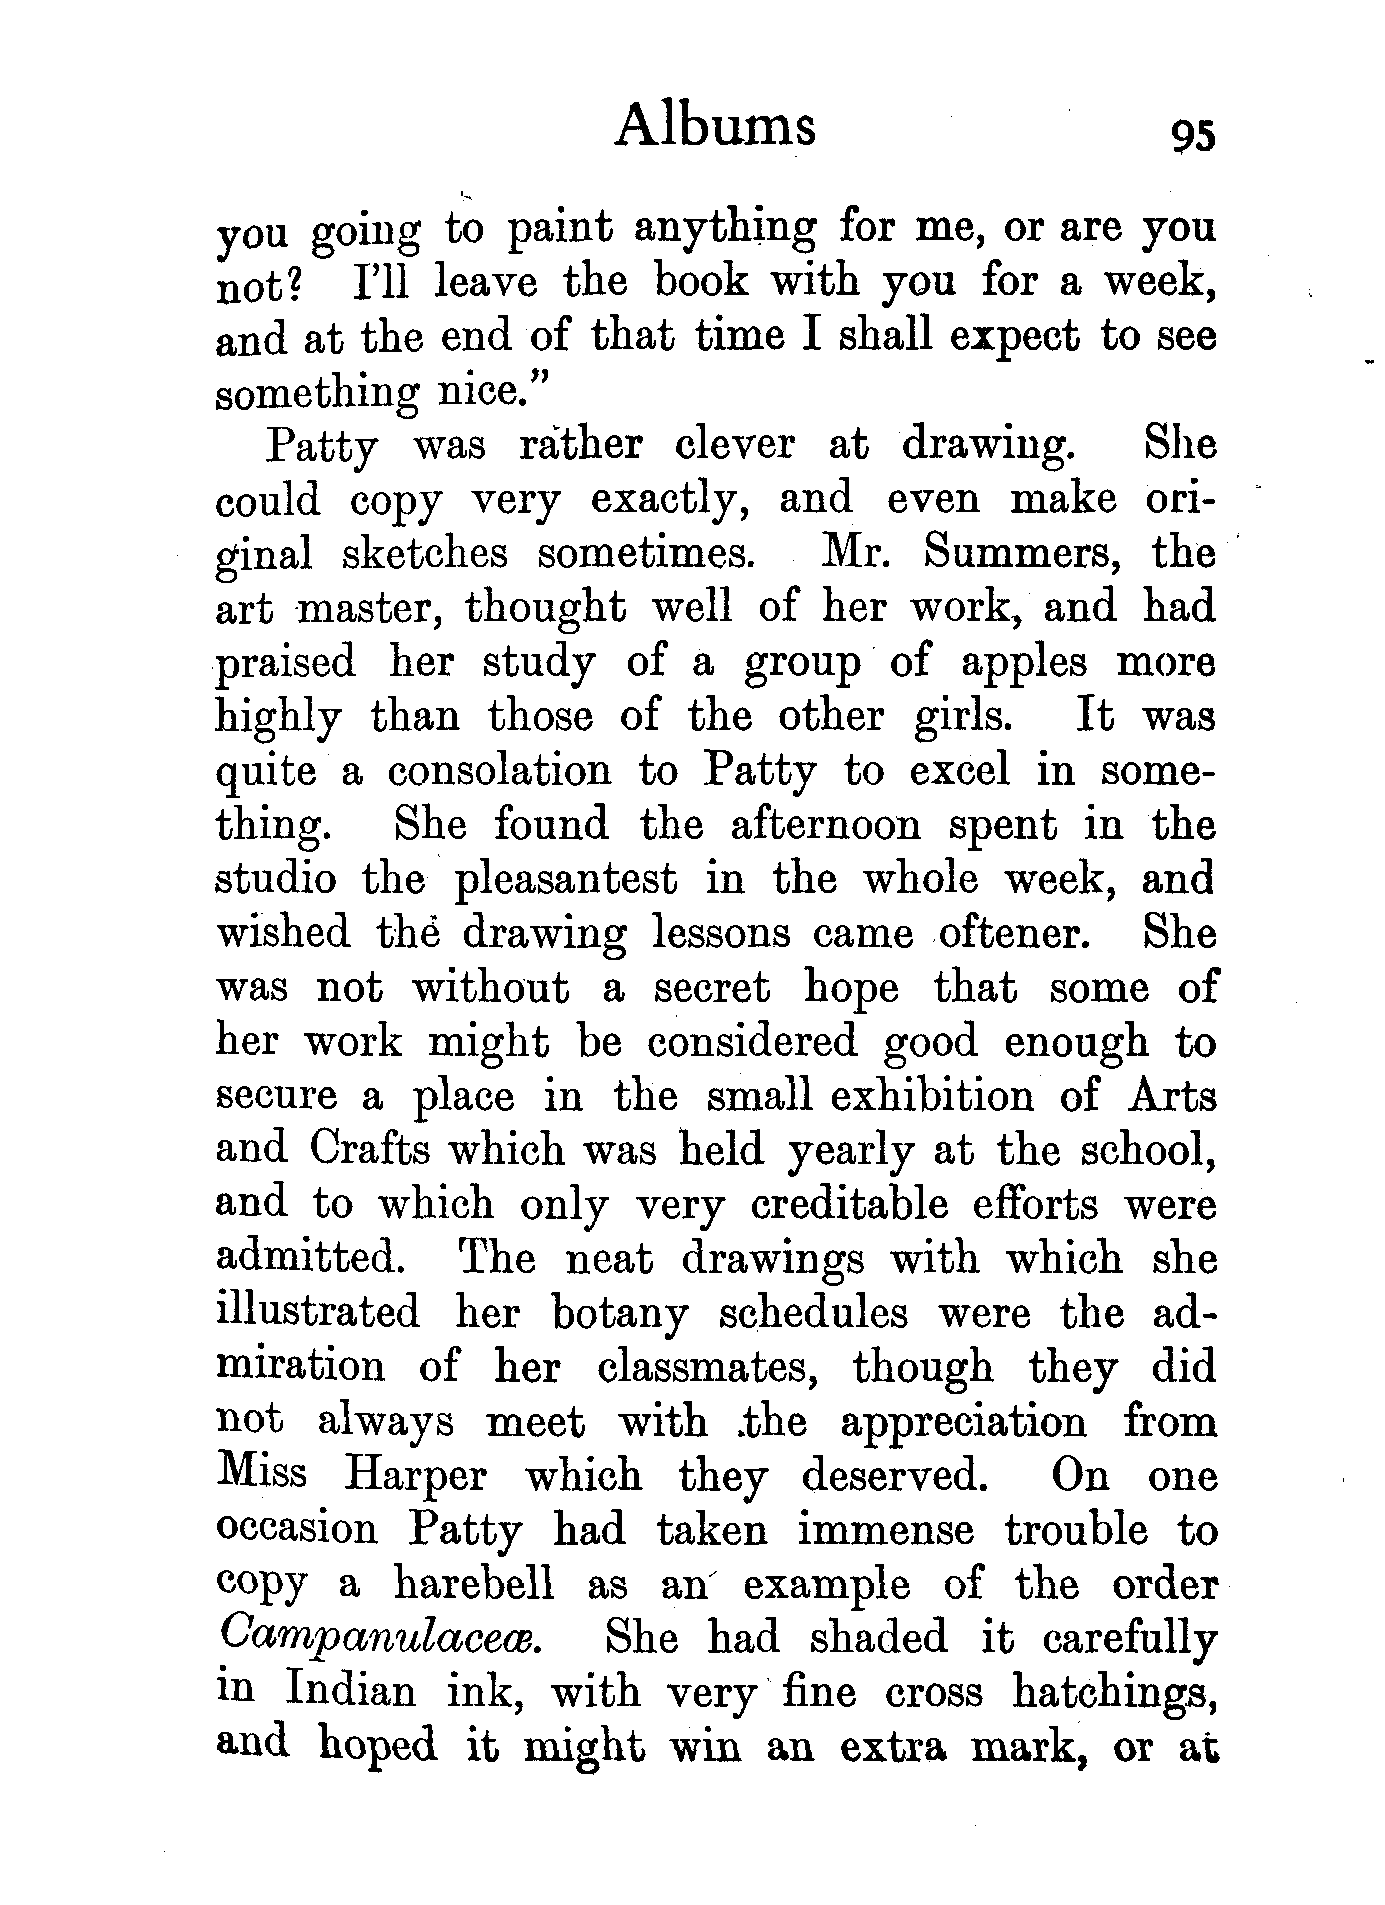 Albums 95
you going to paint anything for me, or are you
not? I'll leave the book with you for a week,
and at the end of that time I shall expect to see
something nice."
Patty was rather clever at drawing. She
could copy very exactly, and even make ori-
ginal sketches sometimes. Mr. Summers, the
art master, thought well of her work, and had
praised her study of a group of apples more
highly than those of the other girls. It was
quite a consolation to Patty to excel in some-
thing. She found the afternoon spent in the
studio the pleasantest in the whole week, and
wished the drawing lessons came oftener. She
was not without a secret hope that some of
her work might be considered good enough to
secure a place in the small exhibition of Arts
and Crafts which was held yearly at the school,
and to which only very creditable efforts were
admitted. The neat drawings with which she
illustrated her botany schedules were the ad-
miration of her classmates, though they did
not always meet with the appreciation from
Miss Harper which they deserved. On one
occasion Patty had taken immense trouble to
copy a harebell as an example of the order
Campanulaceœ. She had shaded it carefully
in Indian ink, with very fine cross hatchings,
and hoped it might win an extra mark, or at